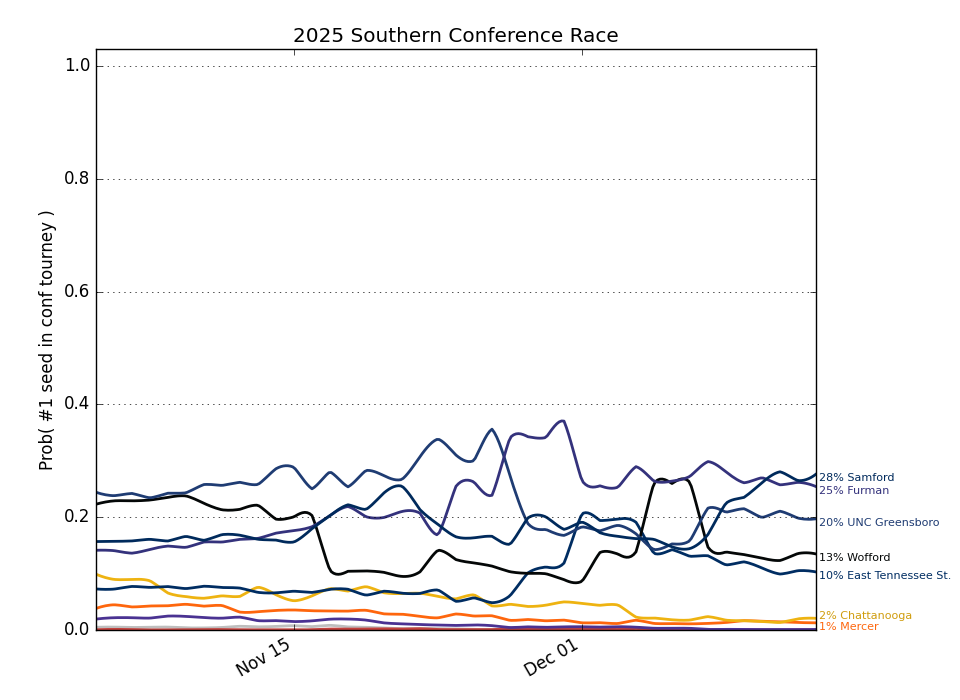 2025 Southern Conference Race
Prob( #1 seed in conf tourney )
1.0
0.8
0.6
0.4
0.2
0.0
Nov 15
Dec 01
28% Samford
25% Furman
20% UNC Greensboro
13% Wofford
10% East Tennessee St.
2% Chattanooga
1% Mercer